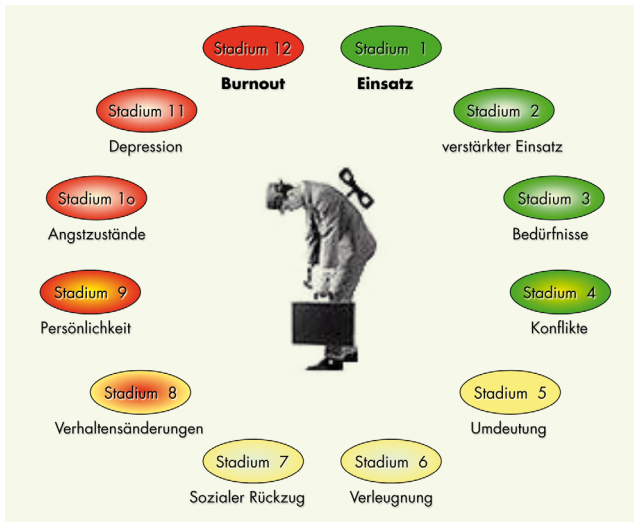 Stadium 1
Einsatz
Stadium 2
verstärkter Einsatz
Stadium 3
Bedürfnisse
Stadium 4
Konflikte
Stadium 5
Umdeutung
Stadium 6
Verleugnung
Stadium 7
Sozialer Rückzug
Stadium 8
Verhaltensänderungen
Stadium 9
Persönlichkeit
Stadium 1o
Angstzustände
Stadium 11
Depression
Stadium 12
Burnout